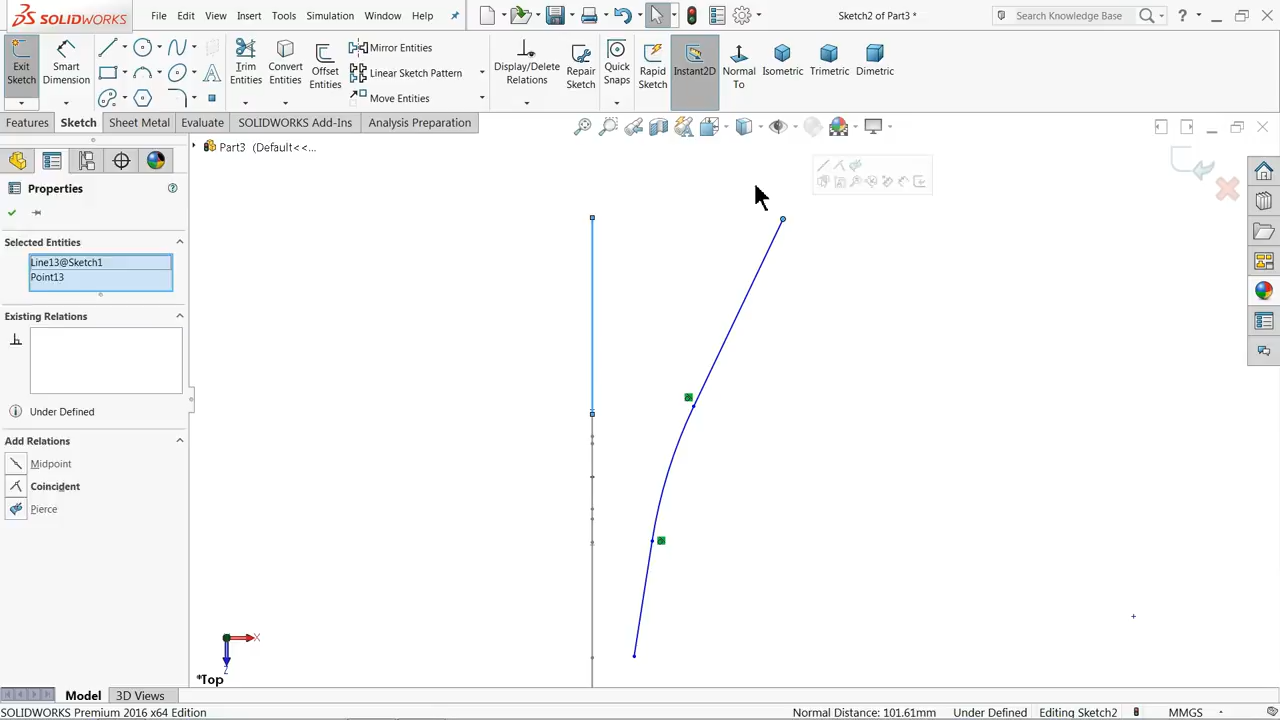 SOLIDWORKS
File Edit View Insert Tools Simulation Window Help
Sketch2 of Part3 *
Search Knowledge Base
Exit Sketch
Smart Dimension
Trim Entities
Convert Entities
Offset Entities
Mirror Entities
Linear Sketch Pattern
Move Entities
Display/Delete Relations
Repair Sketch
Quick Snaps
Rapid Sketch
Instant2D
Normal To
Isometric
Trimetric
Dimetric
Features Sketch Sheet Metal Evaluate SOLIDWORKS Add-Ins Analysis Preparation
Part3 (Default<<...
Properties
Selected Entities
Line13@Sketch1
Point13
Existing Relations
Under Defined
Add Relations
Midpoint
Coincident
Pierce
X
Z
*Top
Model 3D Views
SOLIDWORKS Premium 2016 x64 Edition
Normal Distance: 101.61mm Under Defined Editing Sketch2 MMGS